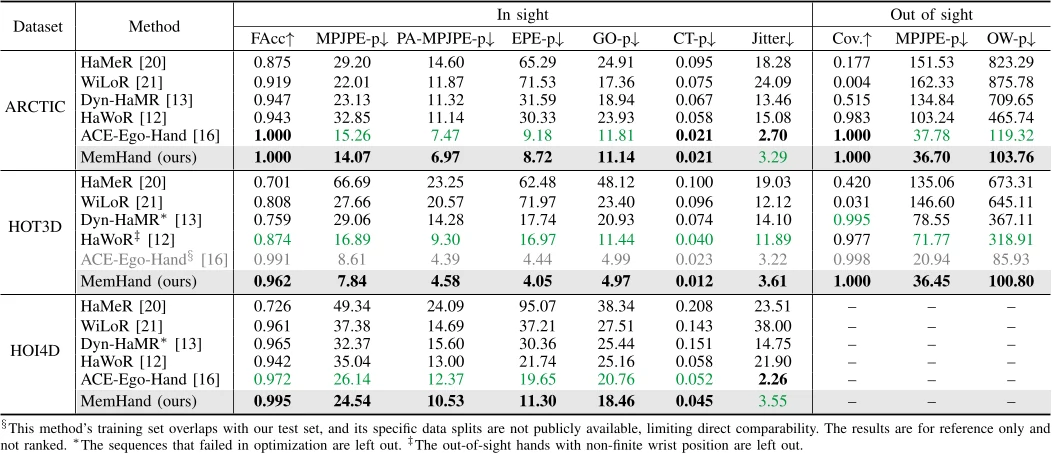 Dataset Method In sight Out of sight
FAcc↑ MPJPE-p↓ PA-MPJPE-p↓ EPE-p↓ GO-p↓ CT-p↓ Jitter↓ Cov.↑ MPJPE-p↓ OW-p↓
ARCTIC
HaMeR [20] 0.875 29.20 14.60 65.29 24.91 0.095 18.28 0.177 151.53 823.29
WiLoR [21] 0.919 22.01 11.87 71.53 17.36 0.075 24.09 0.004 162.33 875.78
Dyn-HaMR [13] 0.947 23.13 11.32 31.59 18.94 0.067 13.46 0.515 134.84 709.65
HaWoR [12] 0.943 32.85 11.14 30.33 23.93 0.058 15.08 0.983 103.24 465.74
ACE-Ego-Hand [16] 1.000 15.26 7.47 9.18 11.81 0.021 2.70 1.000 37.78 119.32
MemHand (ours) 1.000 14.07 6.97 8.72 11.14 0.021 3.29 1.000 36.70 103.76
HOT3D
HaMeR [20] 0.701 66.69 23.25 62.48 48.12 0.100 19.03 0.420 135.06 673.31
WiLoR [21] 0.808 27.66 20.57 71.97 23.40 0.096 12.12 0.031 146.60 645.11
Dyn-HaMR* [13] 0.759 29.06 14.28 17.74 20.93 0.074 14.10 0.995 78.55 367.11
HaWoR‡ [12] 0.874 16.89 9.30 16.97 11.44 0.040 11.89 0.977 71.77 318.91
ACE-Ego-Hand§ [16] 0.991 8.61 4.39 4.44 4.99 0.023 3.22 0.998 20.94 85.93
MemHand (ours) 0.962 7.84 4.58 4.05 4.97 0.012 3.61 1.000 36.45 100.80
HOI4D
HaMeR [20] 0.726 49.34 24.09 95.07 38.34 0.208 23.51 – – –
WiLoR [21] 0.961 37.38 14.69 37.21 27.51 0.143 38.00 – – –
Dyn-HaMR* [13] 0.965 32.37 15.60 30.36 25.44 0.151 14.75 – – –
HaWoR [12] 0.942 35.04 13.00 21.74 25.16 0.058 21.90 – – –
ACE-Ego-Hand [16] 0.972 26.14 12.37 19.65 20.76 0.052 2.26 – – –
MemHand (ours) 0.995 24.54 10.53 11.30 18.46 0.045 3.55 – – –
§This method's training set overlaps with our test set, and its specific data splits are not publicly available, limiting direct comparability. The results are for reference only and
not ranked. *The sequences that failed in optimization are left out. ‡The out-of-sight hands with non-finite wrist position are left out.